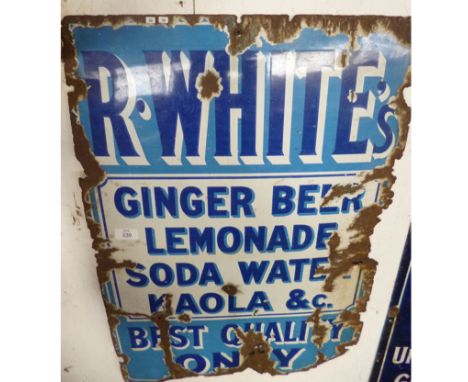 R. WHITE'S
GINGER BEER
LEMONADE
SODA WATER
KAOLA & c.
BEST QUALITY
ONLY